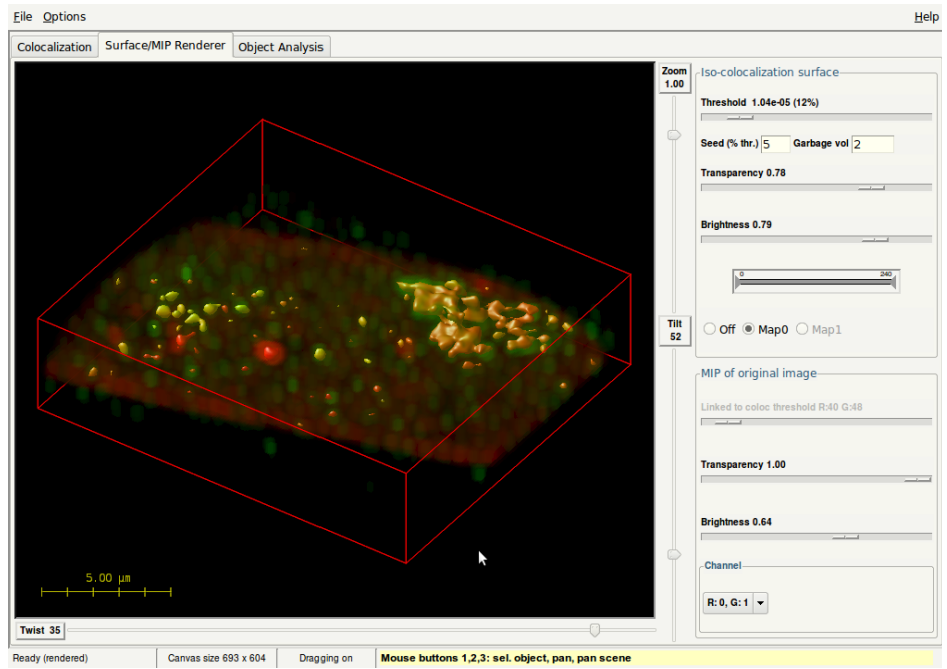 File Options Help
Colocalization Surface/MIP Renderer Object Analysis
Zoom
1.00
Iso-colocalization surface
Threshold 1.04e-05 (12%)
Seed (% thr.) 5 Garbage vol 2
Transparency 0.78
Brightness 0.79
0 240
Off Map0 Map1
Tilt
52
MIP of original image
Linked to coloc threshold R:40 G:48
Transparency 1.00
Brightness 0.64
Channel
R: 0, G: 1
5.00 µm
Twist 35
Ready (rendered) Canvas size 693 x 604 Dragging on Mouse buttons 1,2,3: sel. object, pan, pan scene